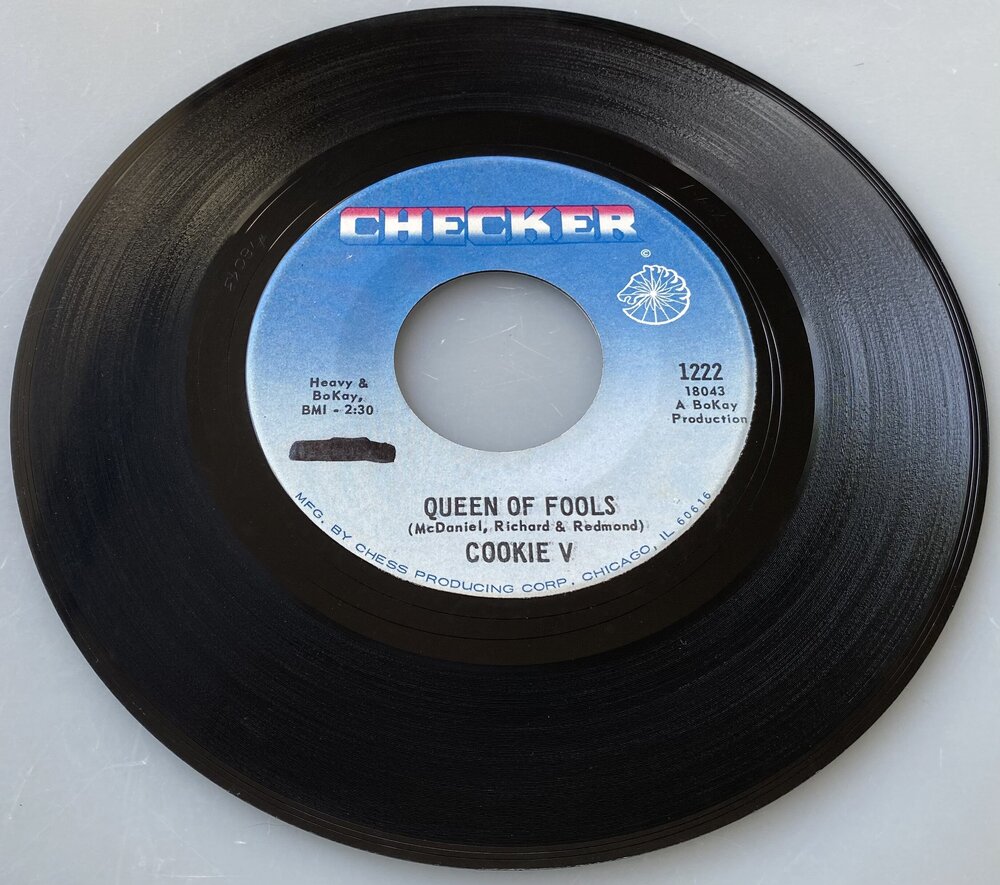 CHECKER
©
Heavy &
BoKay,
BMI - 2:30
1222
18043
A BoKay
Production
QUEEN OF FOOLS
(McDaniel, Richard & Redmond)
COOKIE V
MFG. BY CHESS PRODUCING CORP. CHICAGO, IL 60616